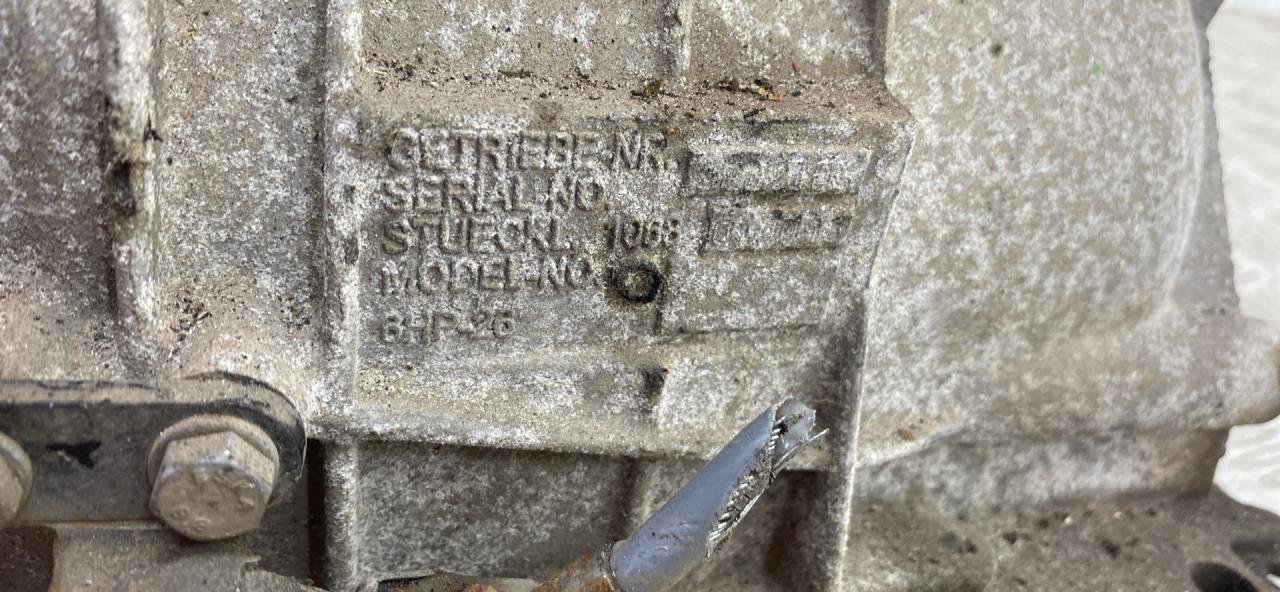 GETRIEBE-NR.
SERIAL-NO.
STUECKL. 1068
MODEL-NO.
6HP-26